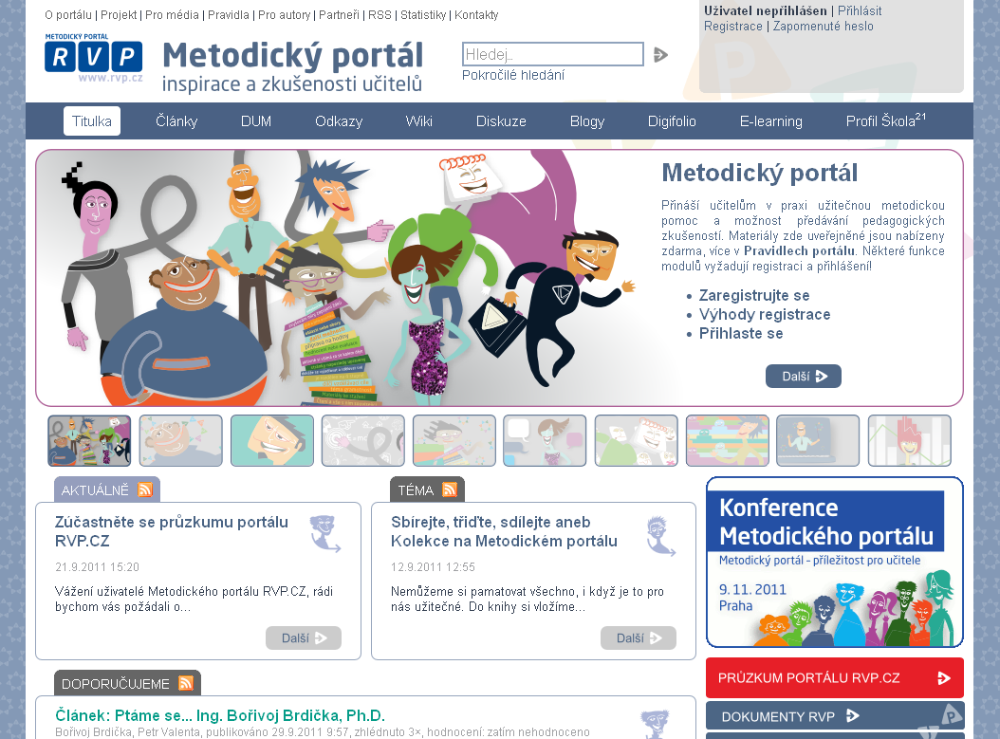 O portálu | Projekt | Pro média | Pravidla | Pro autory | Partneři | RSS | Statistiky | Kontakty
Uživatel nepřihlášen | Přihlásit
Registrace | Zapomenuté heslo
METODICKÝ PORTÁL
RVP
www.rvp.cz
Metodický portál
inspirace a zkušenosti učitelů
Hledej..
Pokročilé hledání
Titulka Články DUM Odkazy Wiki Diskuze Blogy Digifolio E-learning Profil Škola21
Metodický portál
Přináší učitelům v praxi užitečnou metodickou
pomoc a možnost předávání pedagogických
zkušeností. Materiály zde uveřejněné jsou nabízeny
zdarma, více v Pravidlech portálu. Některé funkce
modulů vyžadují registraci a přihlášení!
Zaregistrujte se
Výhody registrace
Přihlaste se
Další
AKTUÁLNĚ
Zúčastněte se průzkumu portálu
RVP.CZ
21.9.2011 15:20
Vážení uživatelé Metodického portálu RVP.CZ, rádi
bychom vás požádali o...
Další
TÉMA
Sbírejte, třiďte, sdílejte aneb
Kolekce na Metodickém portálu
12.9.2011 12:55
Nemůžeme si pamatovat všechno, i když je to pro
nás užitečné. Do knihy si vložíme...
Další
Konference
Metodického portálu
Metodický portál – příležitost pro učitele
9. 11. 2011
Praha
PRŮZKUM PORTÁLU RVP.CZ
DOKUMENTY RVP
DOPORUČUJEME
Článek: Ptáme se... Ing. Bořivoj Brdička, Ph.D.
Bořivoj Brdička, Petr Valenta, publikováno 29.9.2011 9:57, zhlédnuto 3×, hodnocení: zatím nehodnoceno